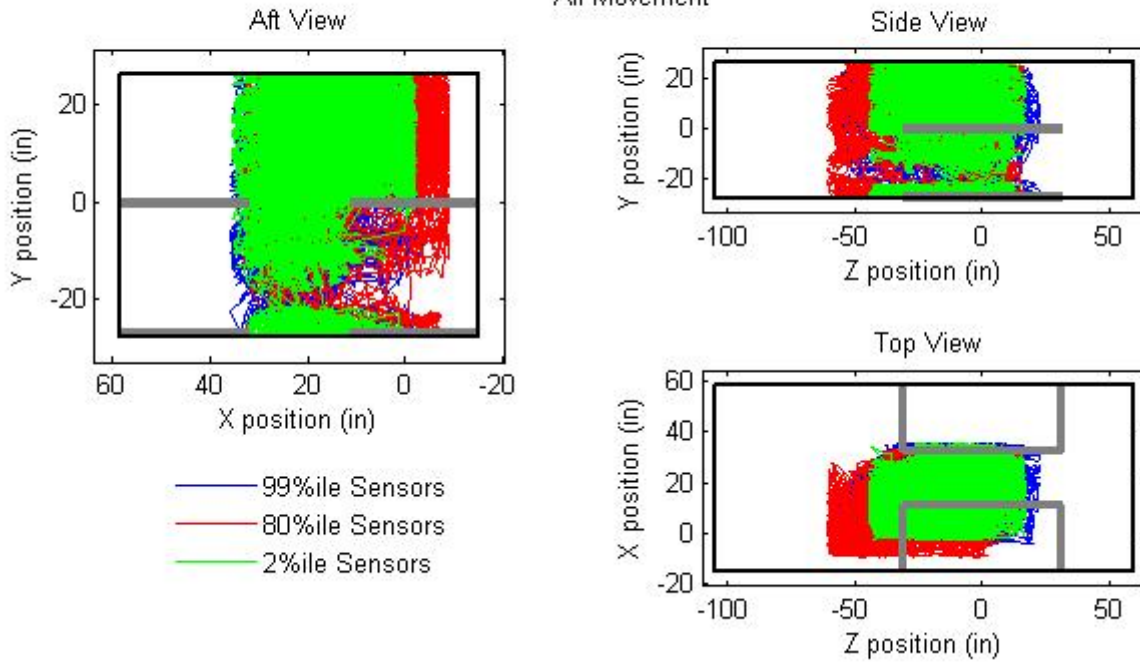 All Movement
Aft View
20
0
-20
Y position (in)
60
40
20
0
-20
X position (in)
99%ile Sensors
80%ile Sensors
2%ile Sensors
Side View
20
0
-20
Y position (in)
-100
-50
0
50
Z position (in)
Top View
60
40
20
0
-20
X position (in)
-100
-50
0
50
Z position (in)